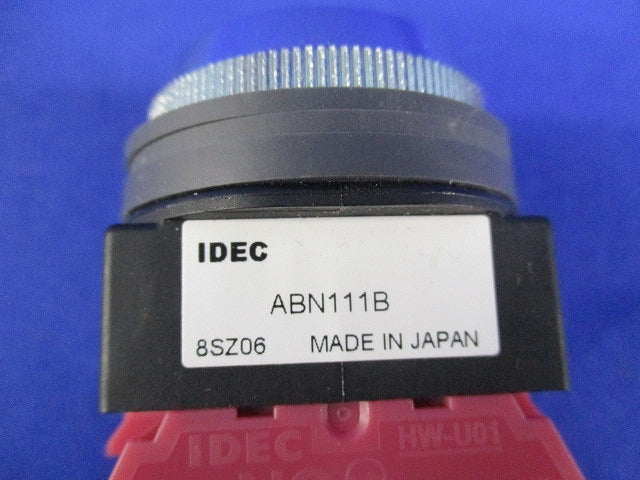 IDEC
ABN111B
8SZ06 MADE IN JAPAN
IDEC HW-U01